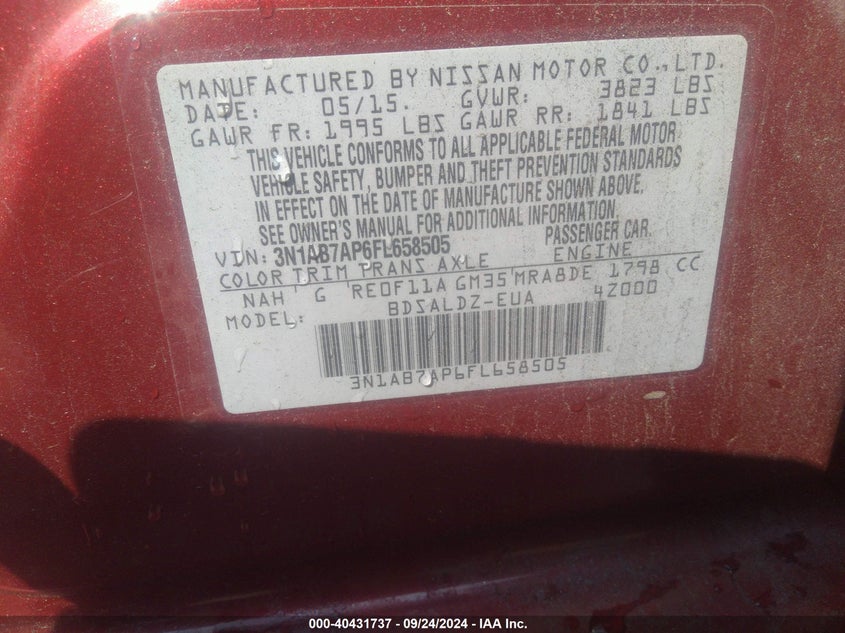 MANUFACTURED BY NISSAN MOTOR CO., LTD.
DATE: 05/15. GVWR: 3823 LBS
GAWR FR: 1995 LBS GAWR RR: 1841 LBS
THIS VEHICLE CONFORMS TO ALL APPLICABLE FEDERAL MOTOR
VEHICLE SAFETY, BUMPER AND THEFT PREVENTION STANDARDS
IN EFFECT ON THE DATE OF MANUFACTURE SHOWN ABOVE.
SEE OWNER'S MANUAL FOR ADDITIONAL INFORMATION.
VIN: 3N1AB7AP6FL658505 PASSENGER CAR.
COLOR TRIM TRANS AXLE ENGINE
NAH G RE0F11A GM35 MRA8DE 1798 CC
MODEL: BDSALDZ-EUA 4Z000
3N1AB7AP6FL658505
000-40431737 - 09/24/2024 - IAA Inc.